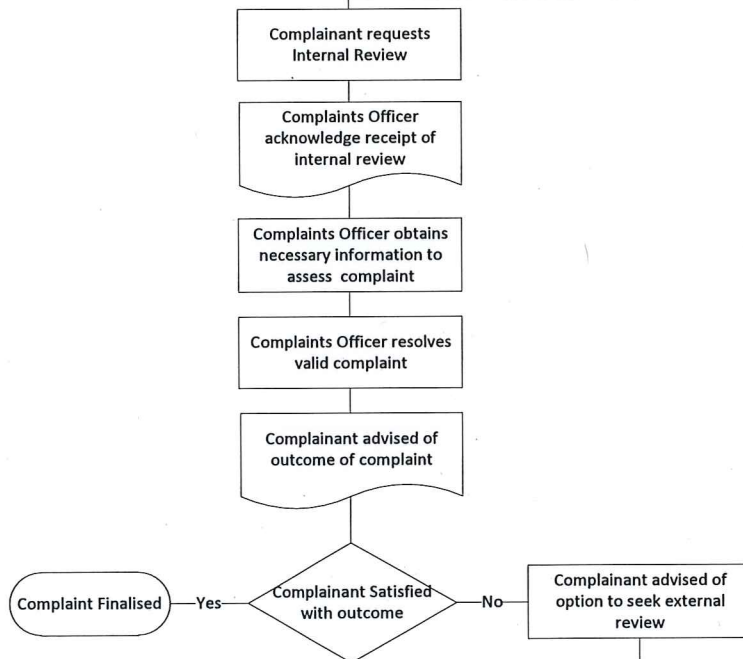 Complainant requests
Internal Review
Complaints Officer
acknowledge receipt of
internal review
Complaints Officer obtains
necessary information to
assess complaint
Complaints Officer resolves
valid complaint
Complainant advised of
outcome of complaint
Complaint Finalised
Yes
Complainant Satisfied
with outcome
No
Complainant advised of
option to seek external
review